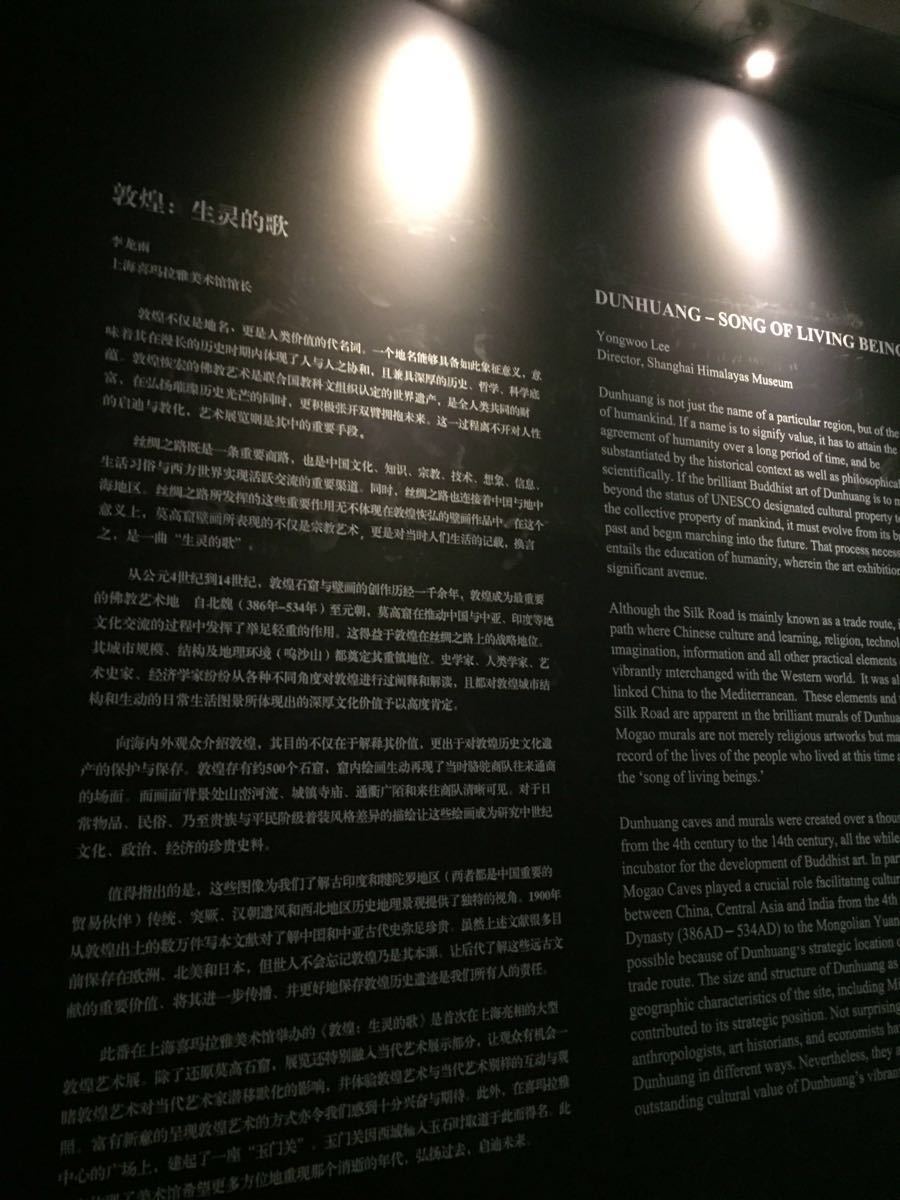 敦煌：生灵的歌
李龙雨
上海喜玛拉雅美术馆馆长
敦煌不仅是地名，更是人类价值的代名词。一个地名能够具备如此象征意义，意
味着其在漫长的历史时期内体现了人与人之协和，且兼具深厚的历史、哲学、科学底
蕴。敦煌恢宏的佛教艺术是联合国教科文组织认定的世界遗产，是全人类共同的财
富，在弘扬璀璨历史光芒的同时，更积极张开双臂拥抱未来。这一过程离不开对人性
的启迪与教化，艺术展览则是其中的重要手段。
丝绸之路既是一条重要商路，也是中国文化、知识、宗教、技术、想象、信息、
生活习俗与西方世界实现活跃交流的重要渠道。同时，丝绸之路也连接着中国与地中
海地区。丝绸之路所发挥的这些重要作用无不体现在敦煌恢弘的壁画作品中。在这个
意义上，莫高窟壁画所表现的不仅是宗教艺术，更是对当时人们生活的记载，换言
之，是一曲“生灵的歌”。
从公元4世纪到14世纪，敦煌石窟与壁画的创作历经一千余年，敦煌成为最重要
的佛教艺术地 自北魏（386年–534年）至元朝，莫高窟在推动中国与中亚、印度等地
文化交流的过程中发挥了举足轻重的作用。这得益于敦煌在丝绸之路上的战略地位。
其城市规模、结构及地理环境（鸣沙山）都奠定其重镇地位。史学家、人类学家、艺
术史家、经济学家纷纷从各种不同角度对敦煌进行过阐释和解读，且都对敦煌城市结
构和生动的日常生活图景所体现出的深厚文化价值予以高度肯定。
向海内外观众介绍敦煌，其目的不仅在于解释其价值，更出于对敦煌历史文化遗
产的保护与保存。敦煌存有约500个石窟，窟内绘画生动再现了当时骆驼商队往来通商
的场面。而画面背景处山峦河流、城镇寺庙、通衢广陌和来往商队清晰可见。对于日
常物品、民俗、乃至贵族与平民阶级着装风格差异的描绘让这些绘画成为研究中世纪
文化、政治、经济的珍贵史料。
值得指出的是，这些图像为我们了解古印度和犍陀罗地区（两者都是中国重要的
贸易伙伴）传统、突厥、汉朝遗风和西北地区历史地理景观提供了独特的视角。1900年
从敦煌出土的数万件写本文献对了解中国和中亚古代史弥足珍贵。虽然上述文献很多目
前保存在欧洲、北美和日本，但世人不会忘记敦煌乃是其本源。让后代了解这些远古文
献的重要价值、将其进一步传播、并更好地保存敦煌历史遗迹是我们所有人的责任。
此番在上海喜玛拉雅美术馆举办的《敦煌：生灵的歌》是首次在上海亮相的大型
敦煌艺术展。除了还原莫高石窟，展览还特别融入当代艺术展示部分，让观众有机会一
睹敦煌艺术对当代艺术家潜移默化的影响，并体验敦煌艺术与当代艺术别样的互动与观
照。富有新意的呈现敦煌艺术的方式亦令我们感到十分兴奋与期待。此外，在喜玛拉雅
中心的广场上，建起了一座“玉门关”。玉门关因西域输入玉石时取道于此而得名。此
了美术馆希望更多方位地重现那个消逝的年代，弘扬过去，启迪未来。
DUNHUANG – SONG OF LIVING BEING
Yongwoo Lee
Director, Shanghai Himalayas Museum
Dunhuang is not just the name of a particular region, but of the
of humankind. If a name is to signify value, it has to attain the
agreement of humanity over a long period of time, and be
substantiated by the historical context as well as philosophical
scientifically. If the brilliant Buddhist art of Dunhuang is to
beyond the status of UNESCO designated cultural property
the collective property of mankind, it must evolve from its
past and begin marching into the future. That process
entails the education of humanity, wherein the art exhibition
significant avenue.
Although the Silk Road is mainly known as a trade route,
path where Chinese culture and learning, religion,
imagination, information and all other practical elements
vibrantly interchanged with the Western world. It was
linked China to the Mediterranean. These elements and
Silk Road are apparent in the brilliant murals of
Mogao murals are not merely religious artworks but
record of the lives of the people who lived at this time
the ‘song of living beings.’
Dunhuang caves and murals were created over a
from the 4th century to the 14th century, all the while
incubator for the development of Buddhist art. In
Mogao Caves played a crucial role facilitating
between China, Central Asia and India from the 4th
Dynasty (386AD – 534AD) to the Mongolian Yuan
possible because of Dunhuang's strategic location
trade route. The size and structure of Dunhuang as
geographic characteristics of the site, including
contributed to its strategic position. Not
anthropologists, art historians, and economists
Dunhuang in different ways. Nevertheless, they
outstanding cultural value of Dunhuang's